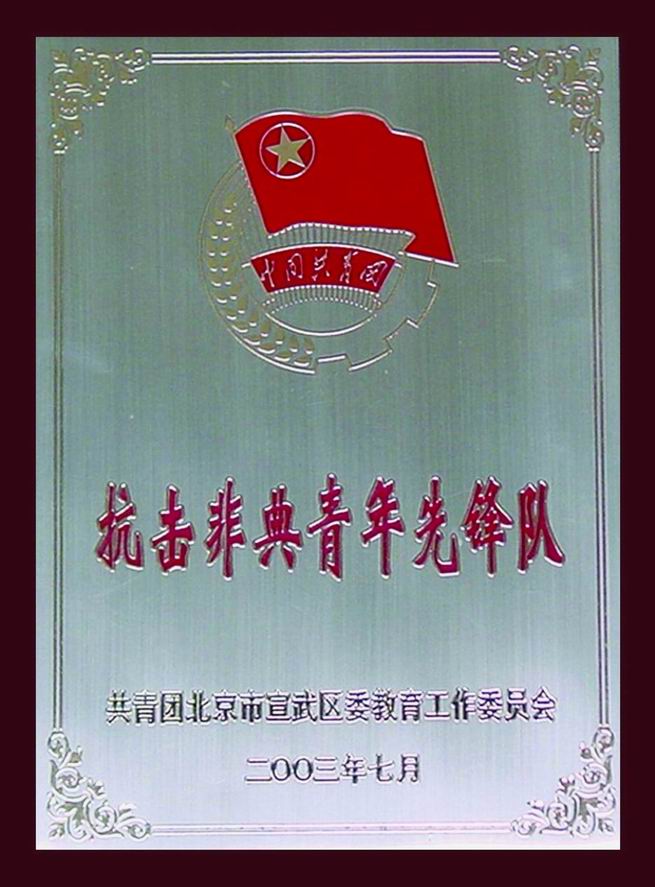 中国共青团
抗击非典青年先锋队
共青团北京市宣武区委教育工作委员会
二〇〇三年七月